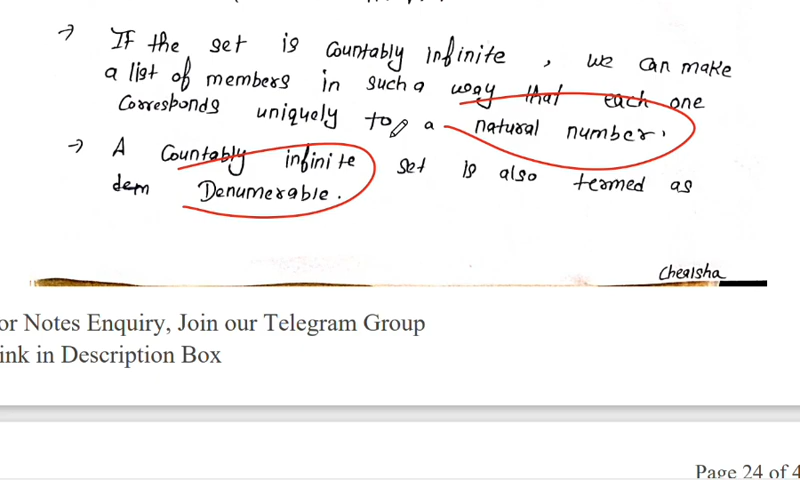 → If the set is Countably infinite, we can make
a list of members in such a way that each one
Corresponds uniquely to a natural number.
→ A Countably infinite set is also termed as
dem Denumerable.
Chealsha
or Notes Enquiry, Join our Telegram Group
ink in Description Box
Page 24 of 4